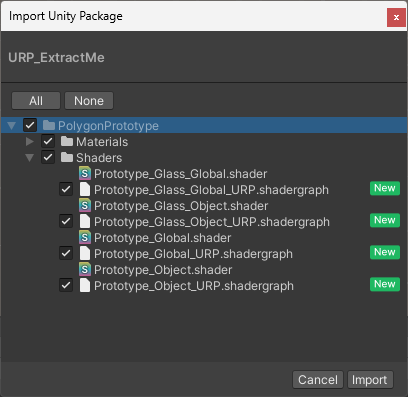 Import Unity Package
x
URP_ExtractMe
All
None
PolygonPrototype
Materials
Shaders
Prototype_Glass_Global.shader
Prototype_Glass_Global_URP.shadergraph New
Prototype_Glass_Object.shader
Prototype_Glass_Object_URP.shadergraph New
Prototype_Global.shader
Prototype_Global_URP.shadergraph New
Prototype_Object.shader
Prototype_Object_URP.shadergraph New
Cancel
Import